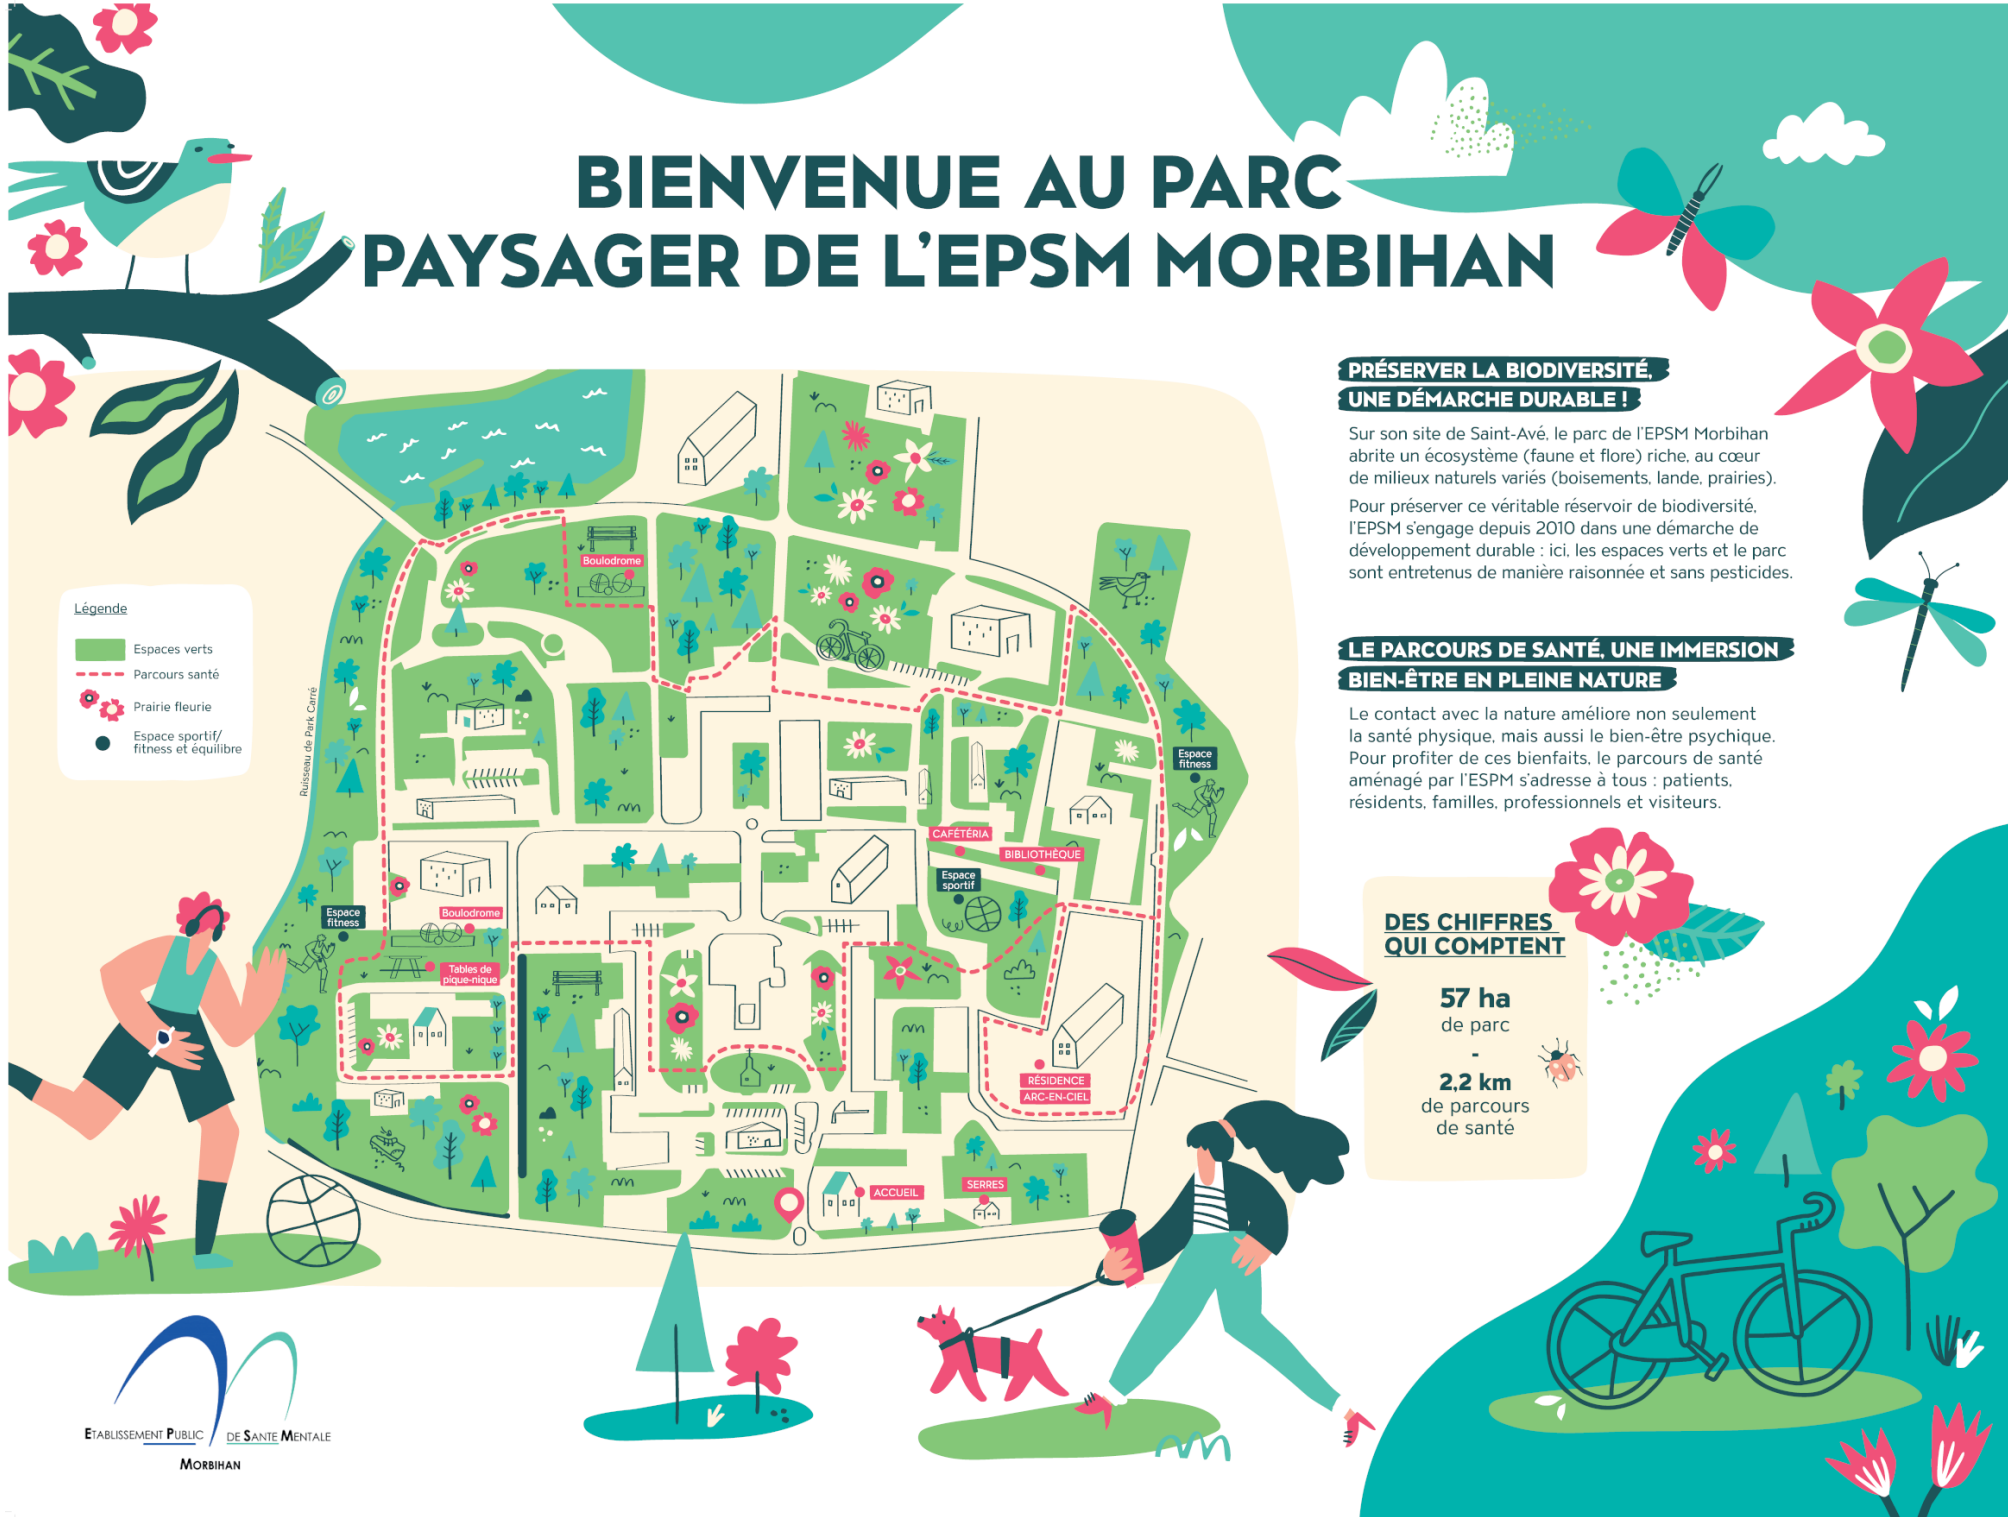 BIENVENUE AU PARC
PAYSAGER DE L'EPSM MORBIHAN
PRÉSERVER LA BIODIVERSITÉ,
UNE DÉMARCHE DURABLE !
Sur son site de Saint-Avé, le parc de l'EPSM Morbihan
abrite un écosystème (faune et flore) riche, au cœur
de milieux naturels variés (boisements, lande, prairies).
Pour préserver ce véritable réservoir de biodiversité,
l'EPSM s'engage depuis 2010 dans une démarche de
développement durable : ici, les espaces verts et le parc
sont entretenus de manière raisonnée et sans pesticides.
LE PARCOURS DE SANTÉ, UNE IMMERSION
BIEN-ÊTRE EN PLEINE NATURE
Le contact avec la nature améliore non seulement
la santé physique, mais aussi le bien-être psychique.
Pour profiter de ces bienfaits, le parcours de santé
aménagé par l'ESPM s'adresse à tous : patients,
résidents, familles, professionnels et visiteurs.
DES CHIFFRES
QUI COMPTENT
57 ha
de parc
-
2,2 km
de parcours
de santé
Légende
Espaces verts
Parcours santé
Prairie fleurie
Espace sportif/
fitness et équilibre
Ruisseau de Park Carré
Boulodrome
Espace
fitness
CAFÉTÉRIA
BIBLIOTHÈQUE
Espace
sportif
Espace
fitness
Boulodrome
Tables de
pique-nique
RÉSIDENCE
ARC-EN-CIEL
ACCUEIL
SERRES
ETABLISSEMENT PUBLIC DE SANTE MENTALE
MORBIHAN